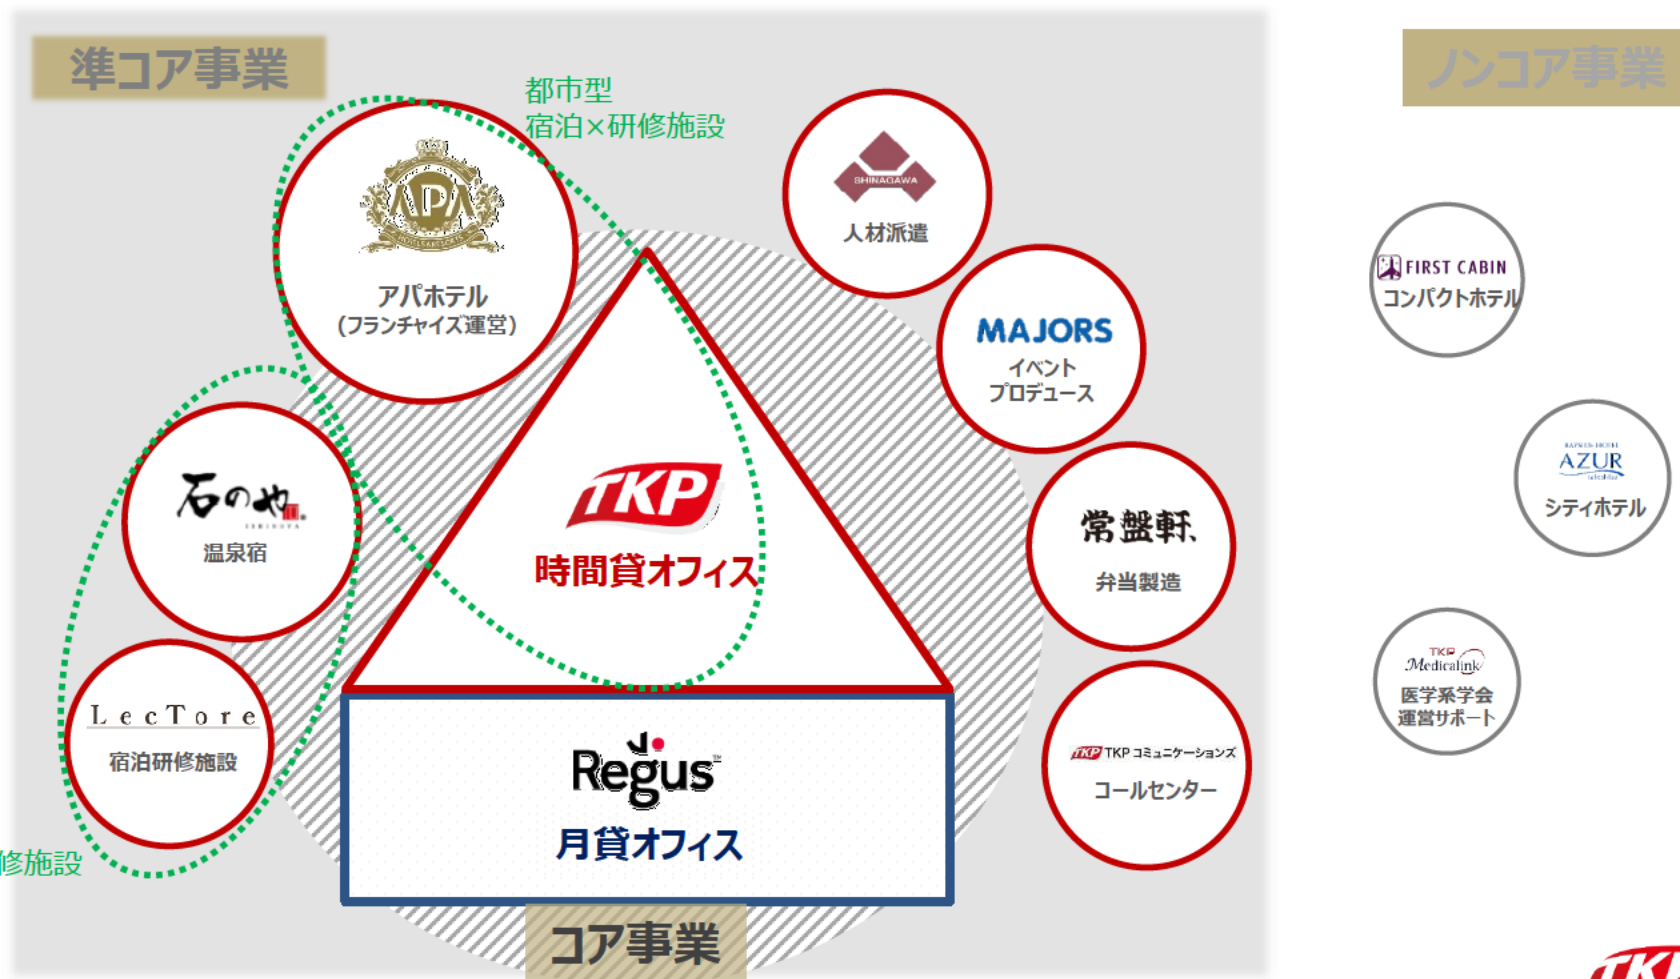 準コア事業
ノンコア事業
都市型
宿泊×研修施設
APA
HOTELS&RESORTS
アパホテル
(フランチャイズ運営)
SHINAGAWA
人材派遣
MAJORS
イベント
プロデュース
FIRST CABIN
コンパクトホテル
石のや
ISHINOYA
温泉宿
TKP
時間貸オフィス
常盤軒
弁当製造
AZUR
シティホテル
LecTore
宿泊研修施設
Regus
月貸オフィス
TKP TKP コミュニケーションズ
コールセンター
TKP
Medicalink
医学系学会
運営サポート
修施設
コア事業
TKP